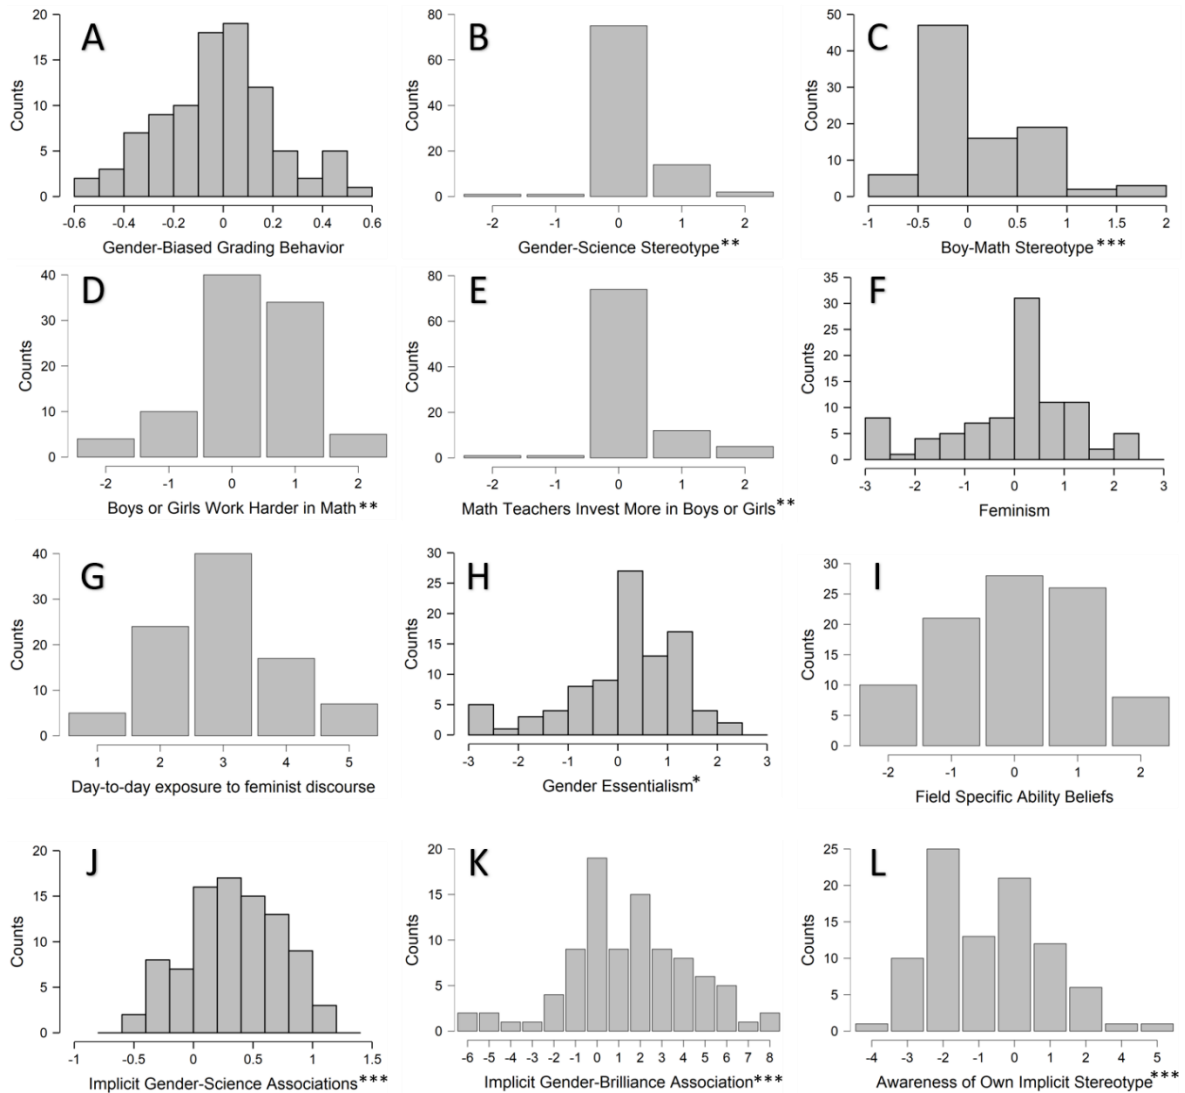 A
Counts
20
15
10
5
0
-0.6 -0.4 -0.2 0 0.2 0.4 0.6
Gender-Biased Grading Behavior
B
Counts
80
60
40
20
0
-2 -1 0 1 2
Gender-Science Stereotype**
C
Counts
50
40
30
20
10
0
-1 -0.5 0 0.5 1 1.5 2
Boy-Math Stereotype***
D
Counts
40
30
20
10
0
-2 -1 0 1 2
Boys or Girls Work Harder in Math**
E
Counts
80
60
40
20
0
-2 -1 0 1 2
Math Teachers Invest More in Boys or Girls**
F
Counts
35
30
25
20
15
10
5
0
-3 -2 -1 0 1 2 3
Feminism
G
Counts
40
30
20
10
0
1 2 3 4 5
Day-to-day exposure to feminist discourse
H
Counts
30
25
20
15
10
5
0
-3 -2 -1 0 1 2 3
Gender Essentialism*
I
Counts
30
25
20
15
10
5
0
-2 -1 0 1 2
Field Specific Ability Beliefs
J
Counts
20
15
10
5
0
-1 -0.5 0 0.5 1 1.5
Implicit Gender-Science Associations***
K
Counts
20
15
10
5
0
-6 -5 -4 -3 -2 -1 0 1 2 3 4 5 6 7 8
Implicit Gender-Brilliance Association***
L
Counts
25
20
15
10
5
0
-4 -3 -2 -1 0 1 2 4 5
Awareness of Own Implicit Stereotype***